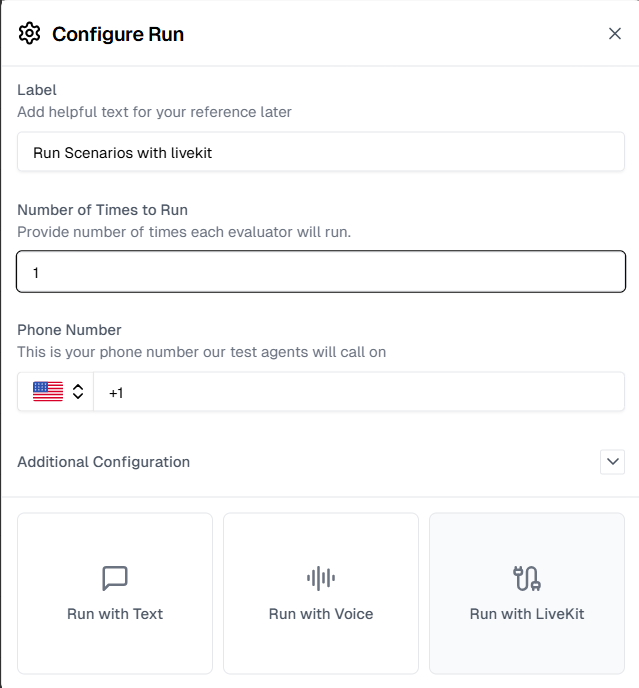 Configure Run
Label
Add helpful text for your reference later
Run Scenarios with livekit
Number of Times to Run
Provide number of times each evaluator will run.
1
Phone Number
This is your phone number our test agents will call on
+1
Additional Configuration
Run with Text
Run with Voice
Run with LiveKit